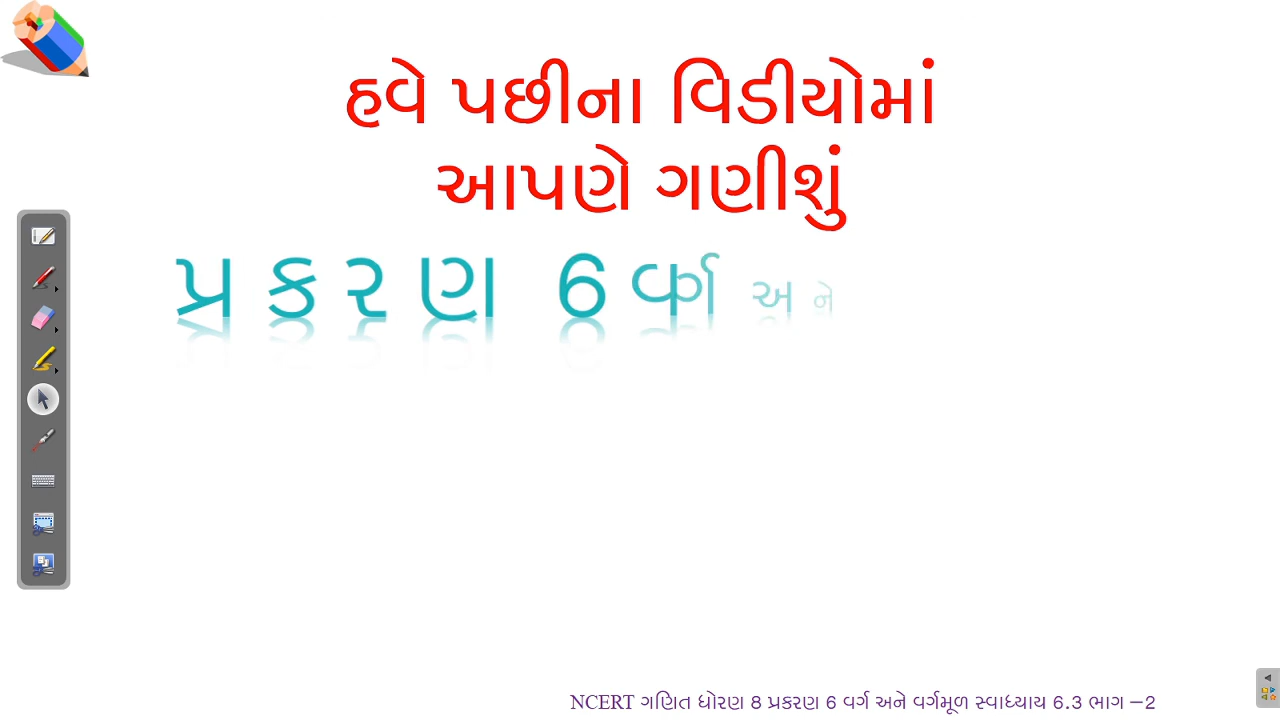 હવે પછીના વિડીયોમાં
આપણે ગણીશું
પ્રકરણ 6 વર્ગ અને
NCERT ગણિત ધોરણ 8 પ્રકરણ 6 વર્ગ અને વર્ગમૂળ સ્વાધ્યાય 6.3 ભાગ –2